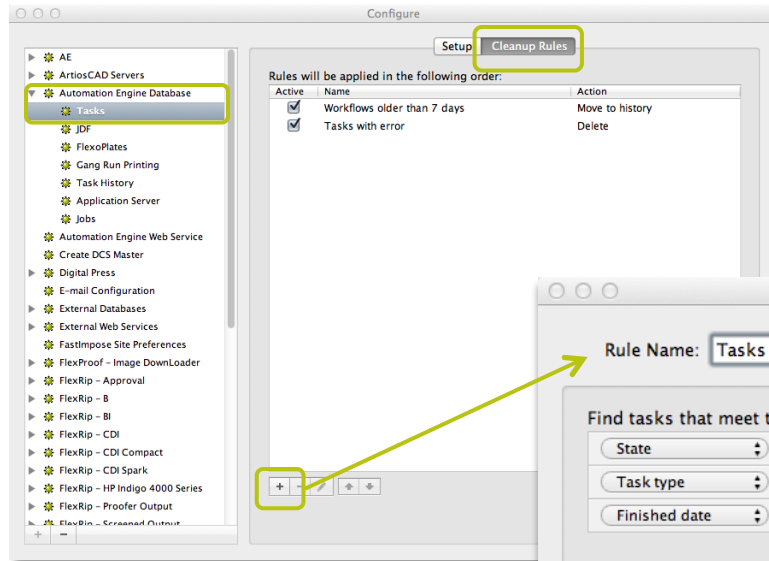 Configure
Setup
Cleanup Rules
AE
ArtiosCAD Servers
Automation Engine Database
Tasks
JDF
FlexoPlates
Gang Run Printing
Task History
Application Server
Jobs
Automation Engine Web Service
Create DCS Master
Digital Press
E-mail Configuration
External Databases
External Web Services
FastImpose Site Preferences
FlexProof - Image DownLoader
FlexRip - Approval
FlexRip - B
FlexRip - BI
FlexRip - CDI
FlexRip - CDI Compact
FlexRip - CDI Spark
FlexRip - HP Indigo 4000 Series
FlexRip - Proofer Output
FlexRip - Screened Output
+ -
Rules will be applied in the following order:
Active Name Action
Workflows older than 7 days Move to history
Tasks with error Delete
+ -
Rule Name: Tasks
Find tasks that meet t
State
Task type
Finished date